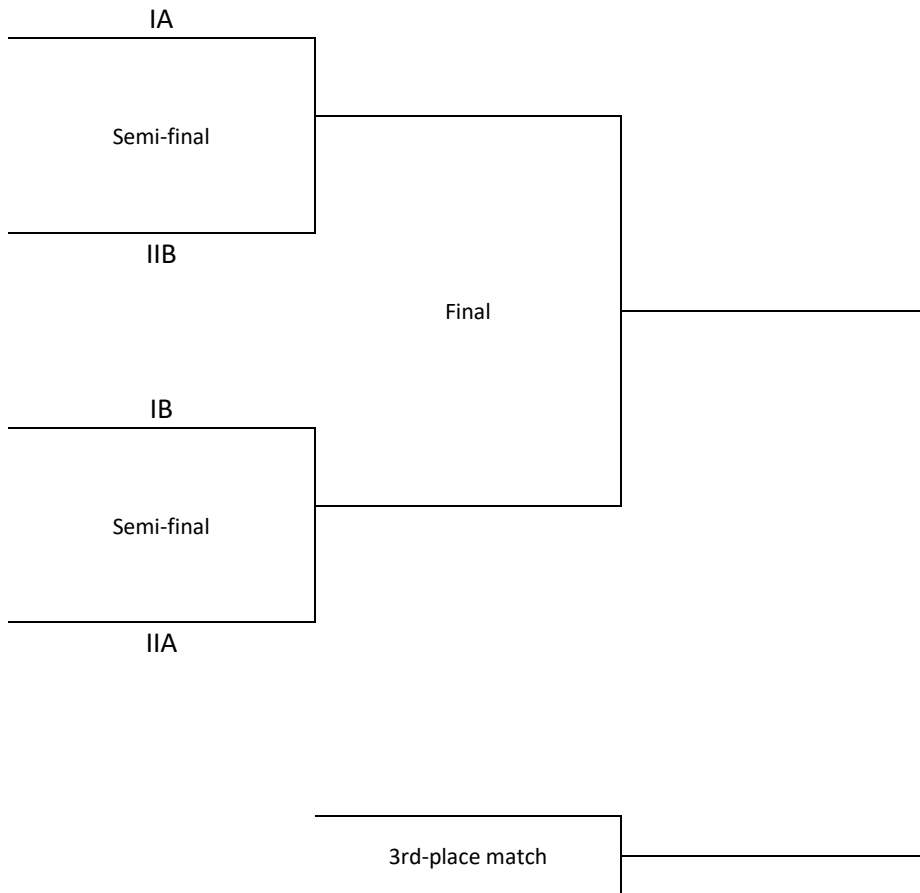 IA
Semi-final
IIB
Final
IB
Semi-final
IIA
3rd-place match